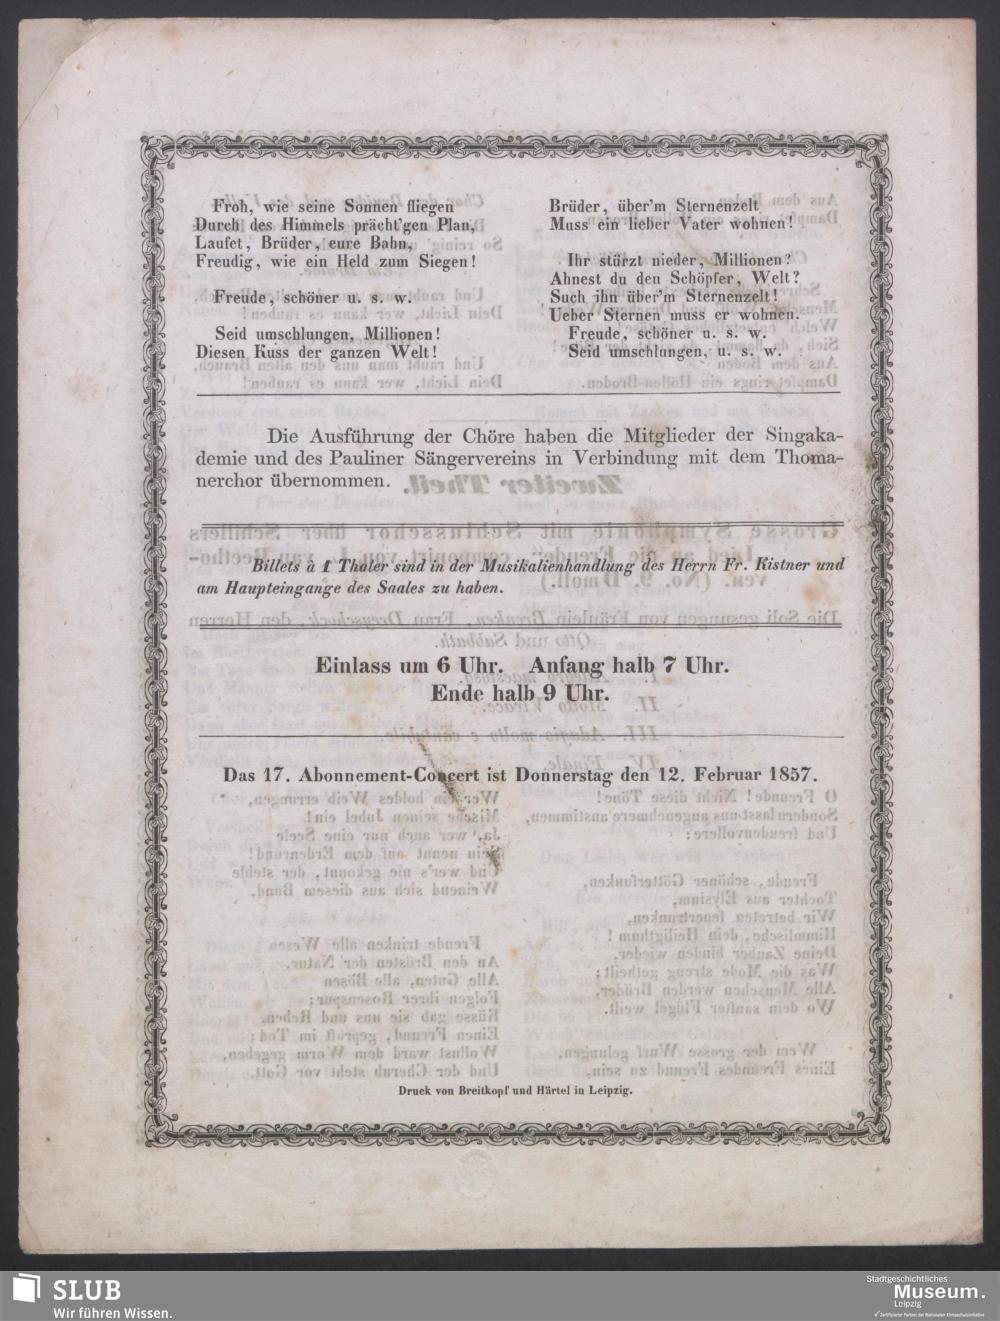 Froh, wie seine Sonnen fliegen
Durch des Himmels prächt'gen Plan,
Laufet, Brüder, eure Bahn,
Freudig, wie ein Held zum Siegen!
Freude, schöner u. s. w.
Seid umschlungen, Millionen!
Diesen Kuss der ganzen Welt!
Brüder, über'm Sternenzelt
Muss ein lieber Vater wohnen!
Ihr stürzt nieder, Millionen?
Ahnest du den Schöpfer, Welt?
Such ihn über'm Sternenzelt!
Ueber Sternen muss er wohnen.
Freude, schöner u. s. w.
Seid umschlungen, u. s. w.
Die Ausführung der Chöre haben die Mitglieder der Singaka-
demie und des Pauliner Sängervereins in Verbindung mit dem Thoma-
nerchor übernommen.
Billets à 1 Thaler sind in der Musikalienhandlung des Herrn Fr. Kistner und
am Haupteingange des Saales zu haben.
Einlass um 6 Uhr. Anfang halb 7 Uhr.
Ende halb 9 Uhr.
Das 17. Abonnement-Concert ist Donnerstag den 12. Februar 1857.
Druck von Breitkopf und Härtel in Leipzig.
SLUB
Wir führen Wissen.
Stadtgeschichtliches
Museum.
Leipzig
Zertifizierter Partner der Nationalen Klimaschutzinitiative